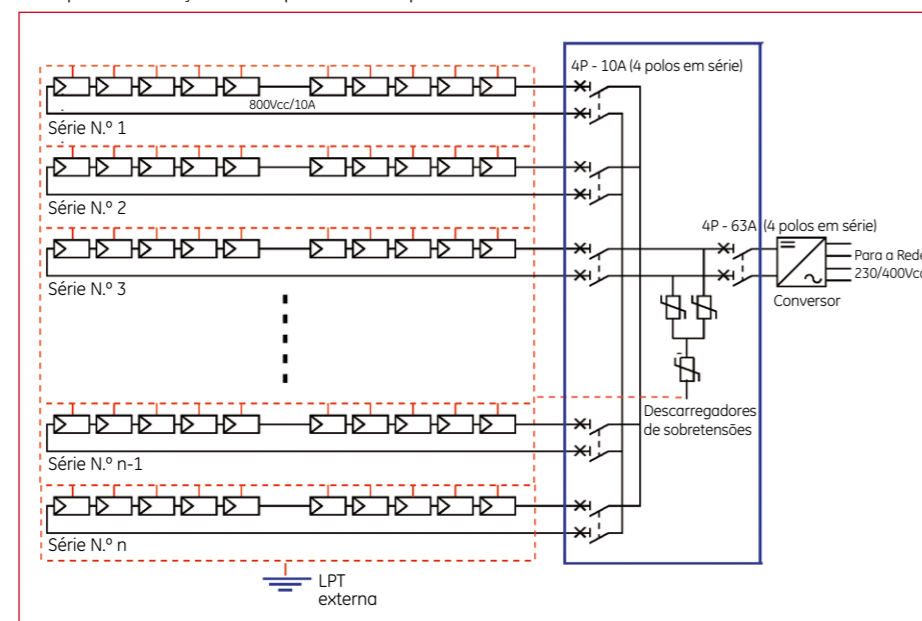 4P - 10A (4 polos em série)
800Vcc/10A
Série N.º 1
Série N.º 2
4P - 63A (4 polos em série)
Para a Rede
230/400Vcc
Série N.º 3
Conversor
Descarregadores
de sobretensões
Série N.º n-1
Série N.º n
LPT
externa